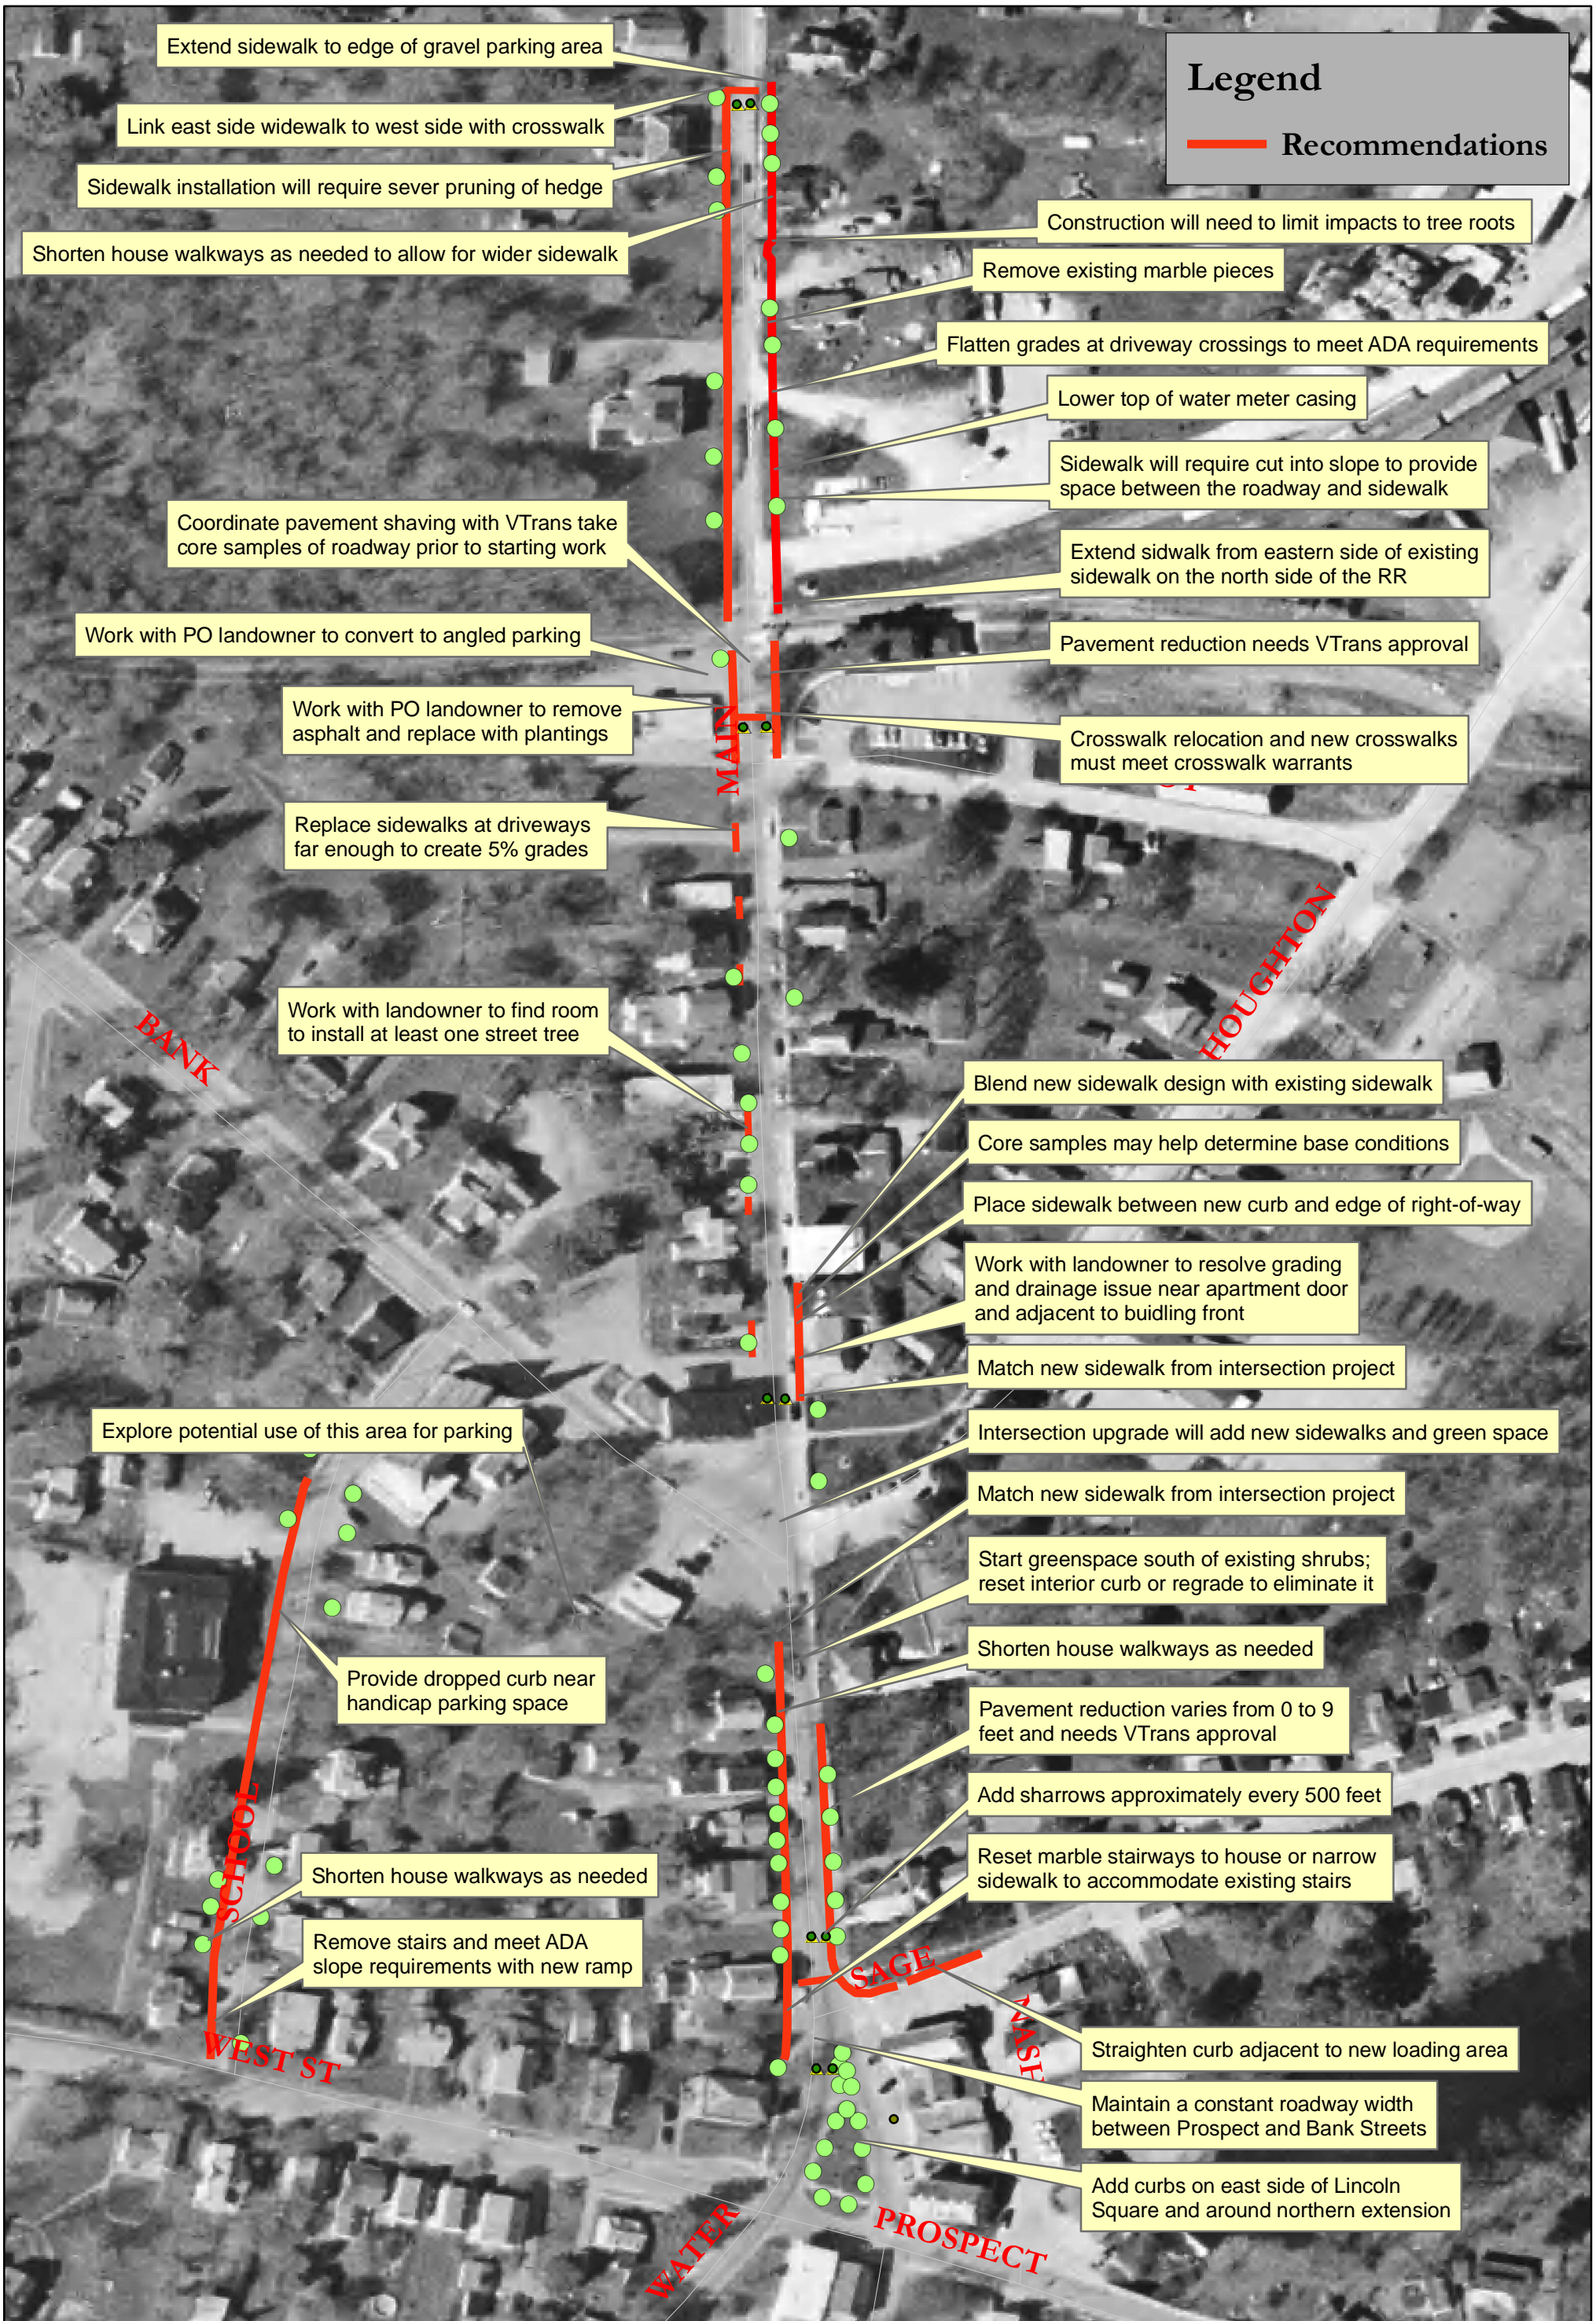 Legend
Recommendations
Extend sidewalk to edge of gravel parking area
Link east side widewalk to west side with crosswalk
Sidewalk installation will require sever pruning of hedge
Shorten house walkways as needed to allow for wider sidewalk
Construction will need to limit impacts to tree roots
Remove existing marble pieces
Flatten grades at driveway crossings to meet ADA requirements
Lower top of water meter casing
Sidewalk will require cut into slope to provide
space between the roadway and sidewalk
Coordinate pavement shaving with VTrans take
core samples of roadway prior to starting work
Extend sidwalk from eastern side of existing
sidewalk on the north side of the RR
Work with PO landowner to convert to angled parking
Pavement reduction needs VTrans approval
Work with PO landowner to remove
asphalt and replace with plantings
MAIN
Crosswalk relocation and new crosswalks
must meet crosswalk warrants
Replace sidewalks at driveways
far enough to create 5% grades
HOUGHTON
BANK
Work with landowner to find room
to install at least one street tree
Blend new sidewalk design with existing sidewalk
Core samples may help determine base conditions
Place sidewalk between new curb and edge of right-of-way
Work with landowner to resolve grading
and drainage issue near apartment door
and adjacent to buidling front
Match new sidewalk from intersection project
Explore potential use of this area for parking
Intersection upgrade will add new sidewalks and green space
Match new sidewalk from intersection project
Start greenspace south of existing shrubs;
reset interior curb or regrade to eliminate it
Shorten house walkways as needed
Provide dropped curb near
handicap parking space
Pavement reduction varies from 0 to 9
feet and needs VTrans approval
Add sharrows approximately every 500 feet
SCHOOL
Shorten house walkways as needed
Reset marble stairways to house or narrow
sidewalk to accommodate existing stairs
Remove stairs and meet ADA
slope requirements with new ramp
SAGE
WEST ST
Straighten curb adjacent to new loading area
Maintain a constant roadway width
between Prospect and Bank Streets
Add curbs on east side of Lincoln
Square and around northern extension
WATER
PROSPECT